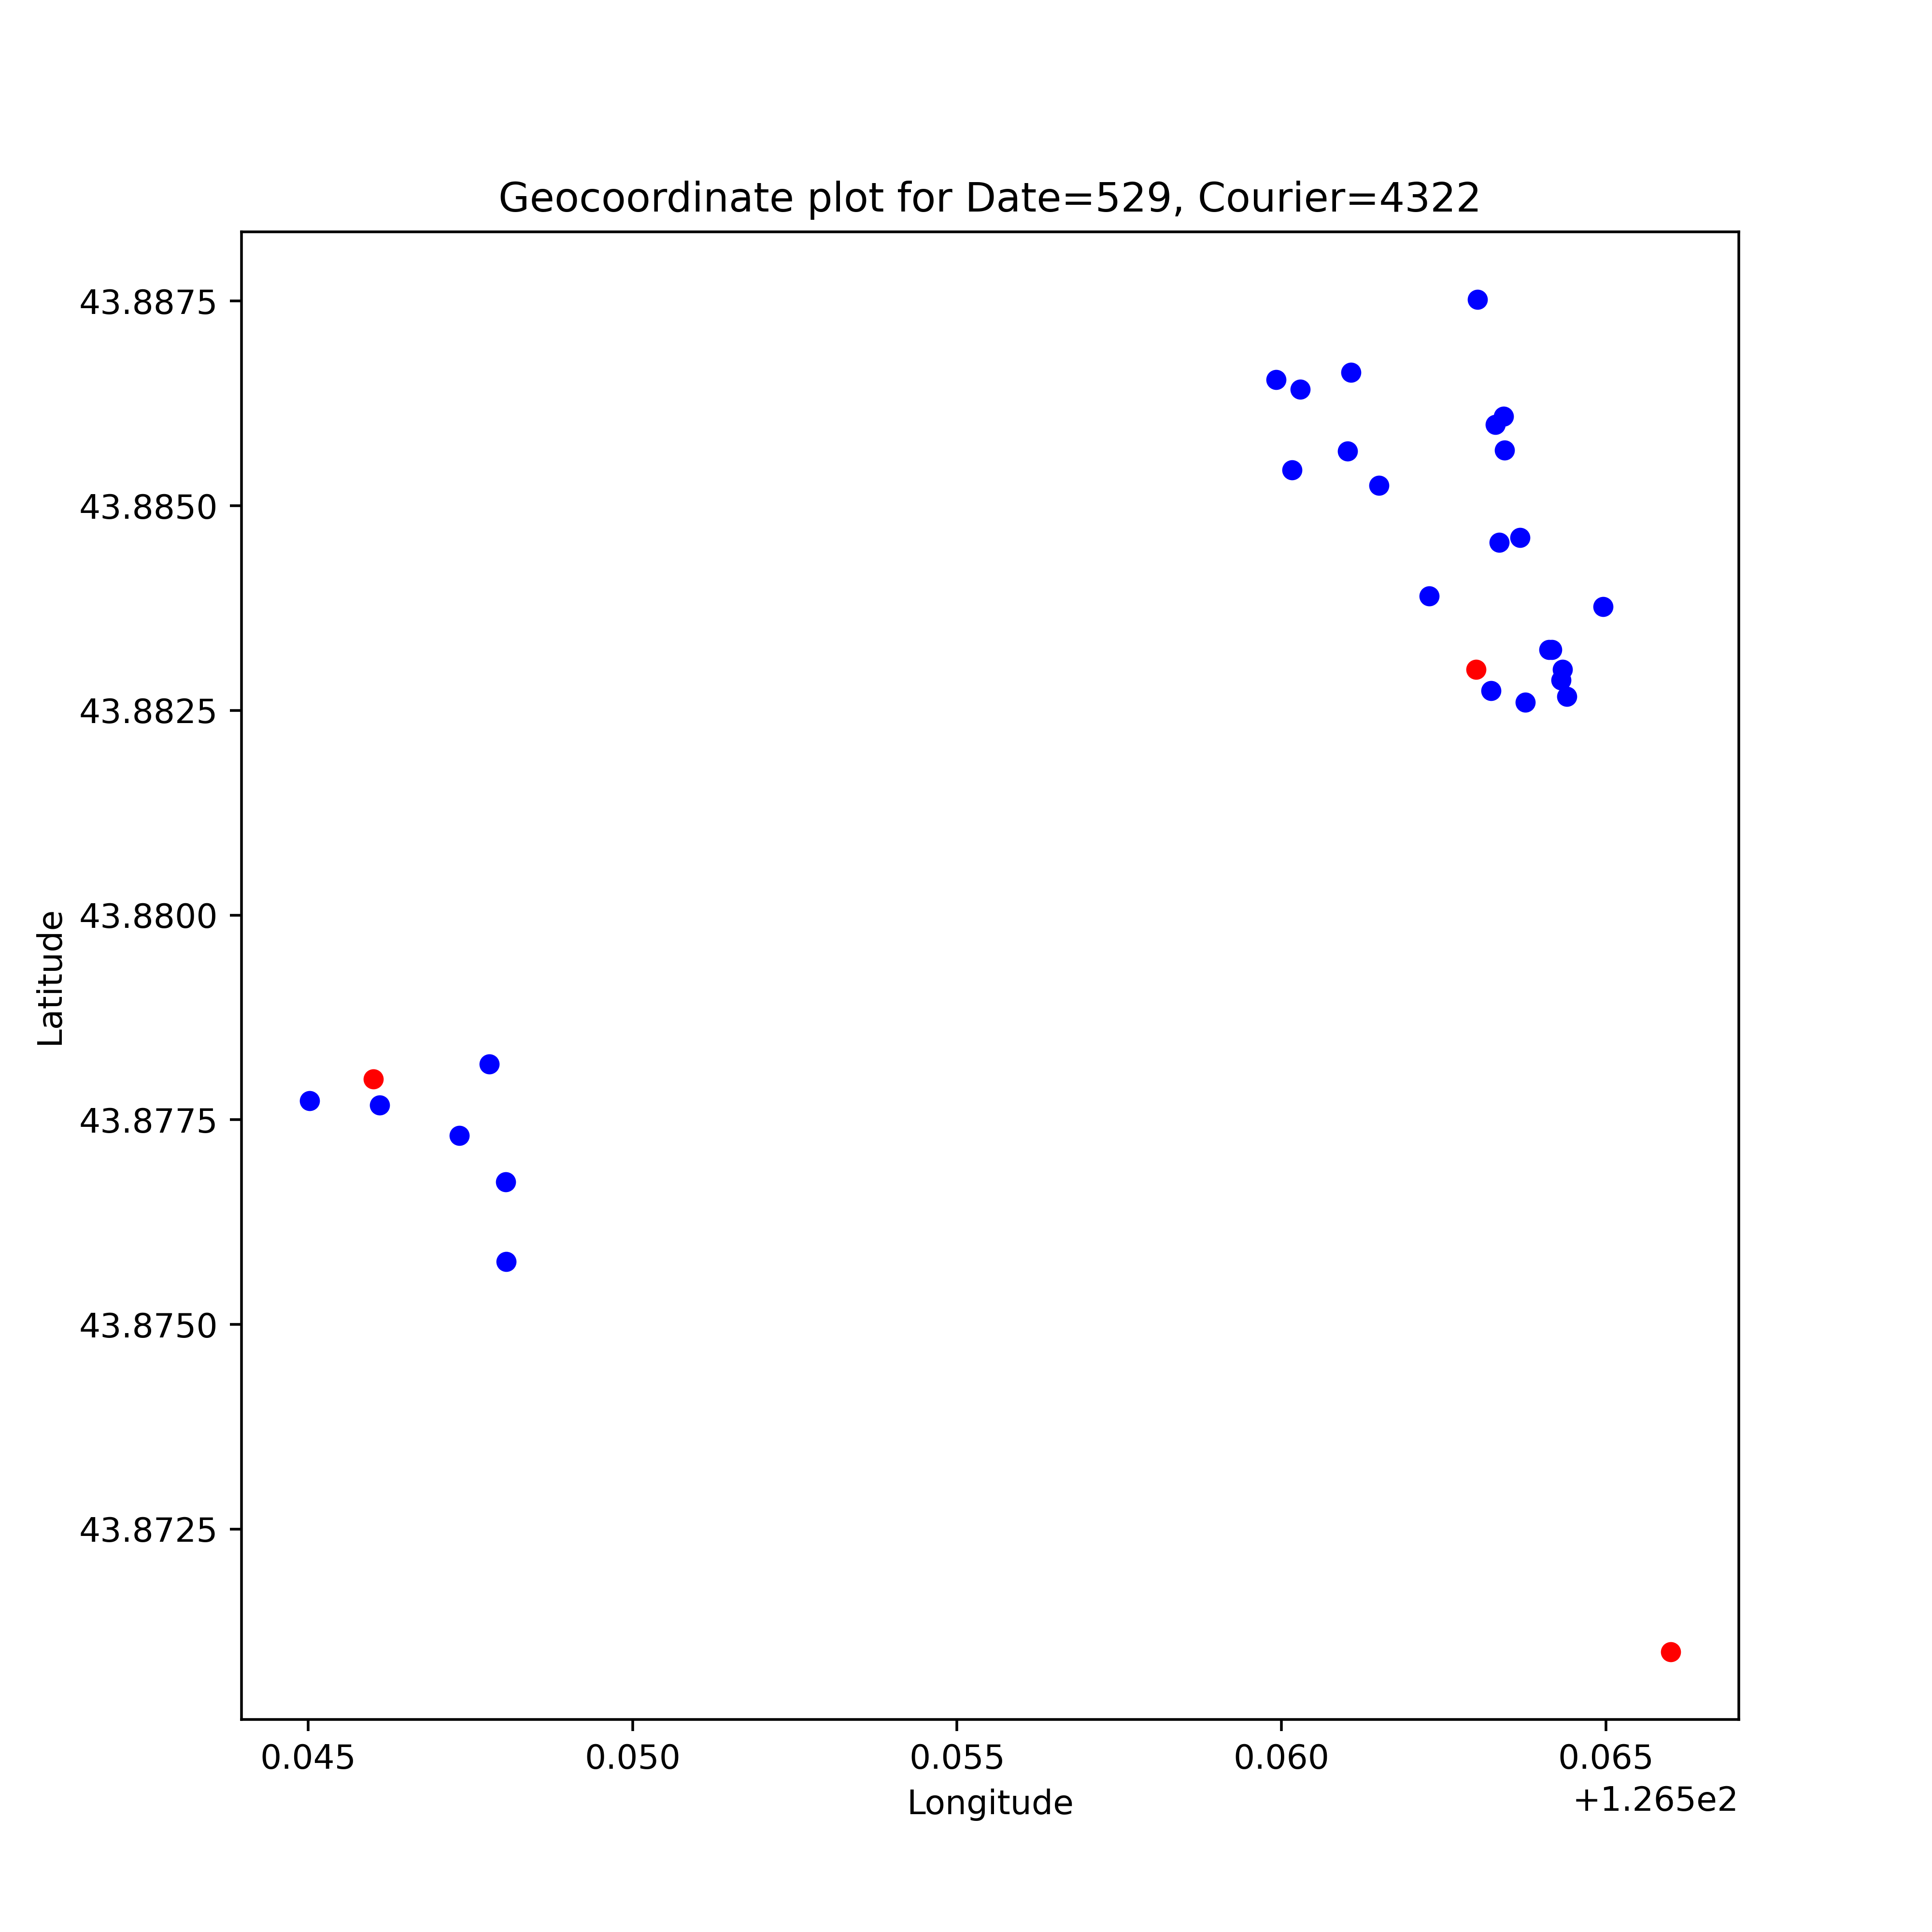 Geocoordinate plot for Date=529, Courier=4322
43.8875
43.8850
43.8825
43.8800
43.8775
43.8750
43.8725
Latitude
0.045 0.050 0.055 0.060 0.065
+1.265e2
Longitude